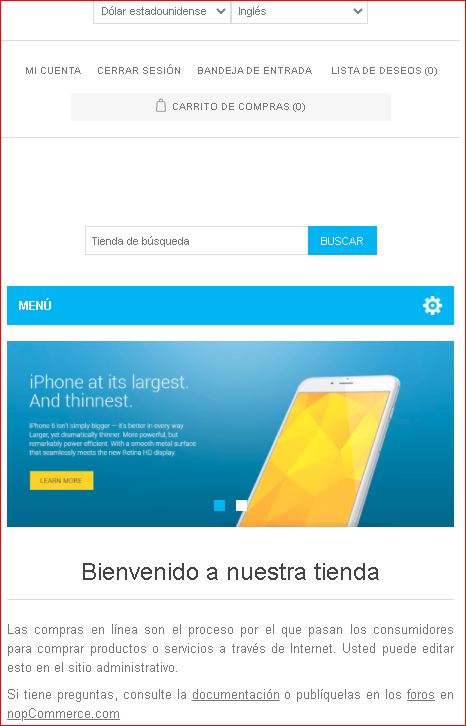 Dólar estadounidense Inglés
MI CUENTA CERRAR SESIÓN BANDEJA DE ENTRADA LISTA DE DESEOS (0)
CARRITO DE COMPRAS (0)
Tienda de búsqueda BUSCAR
MENÚ
iPhone at its largest.
And thinnest.
iPhone 6 isn't simply bigger — it's better in every way
Larger, yet dramatically thinner. More powerful, but
remarkably power efficient. With a smooth metal surface
that seamlessly meets the new Retina HD display.
LEARN MORE
Bienvenido a nuestra tienda
Las compras en línea son el proceso por el que pasan los consumidores
para comprar productos o servicios a través de Internet. Usted puede editar
esto en el sitio administrativo.
Si tiene preguntas, consulte la documentación o publíquelas en los foros en
nopCommerce.com